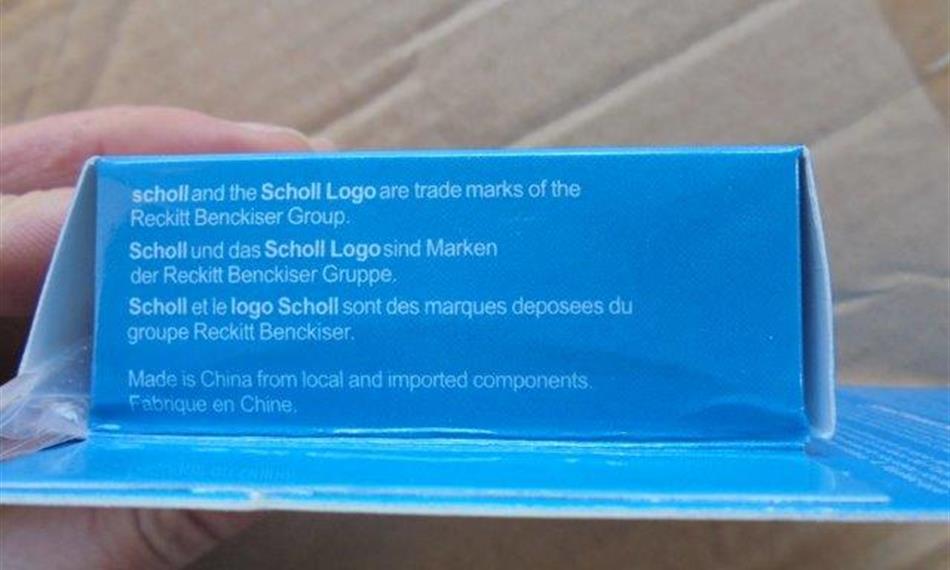 scholl and the Scholl Logo are trade marks of the
Reckitt Benckiser Group.
Scholl und das Scholl Logo sind Marken
der Reckitt Benckiser Gruppe.
Scholl et le logo Scholl sont des marques deposees du
groupe Reckitt Benckiser.
Made is China from local and imported components.
Fabrique en Chine.